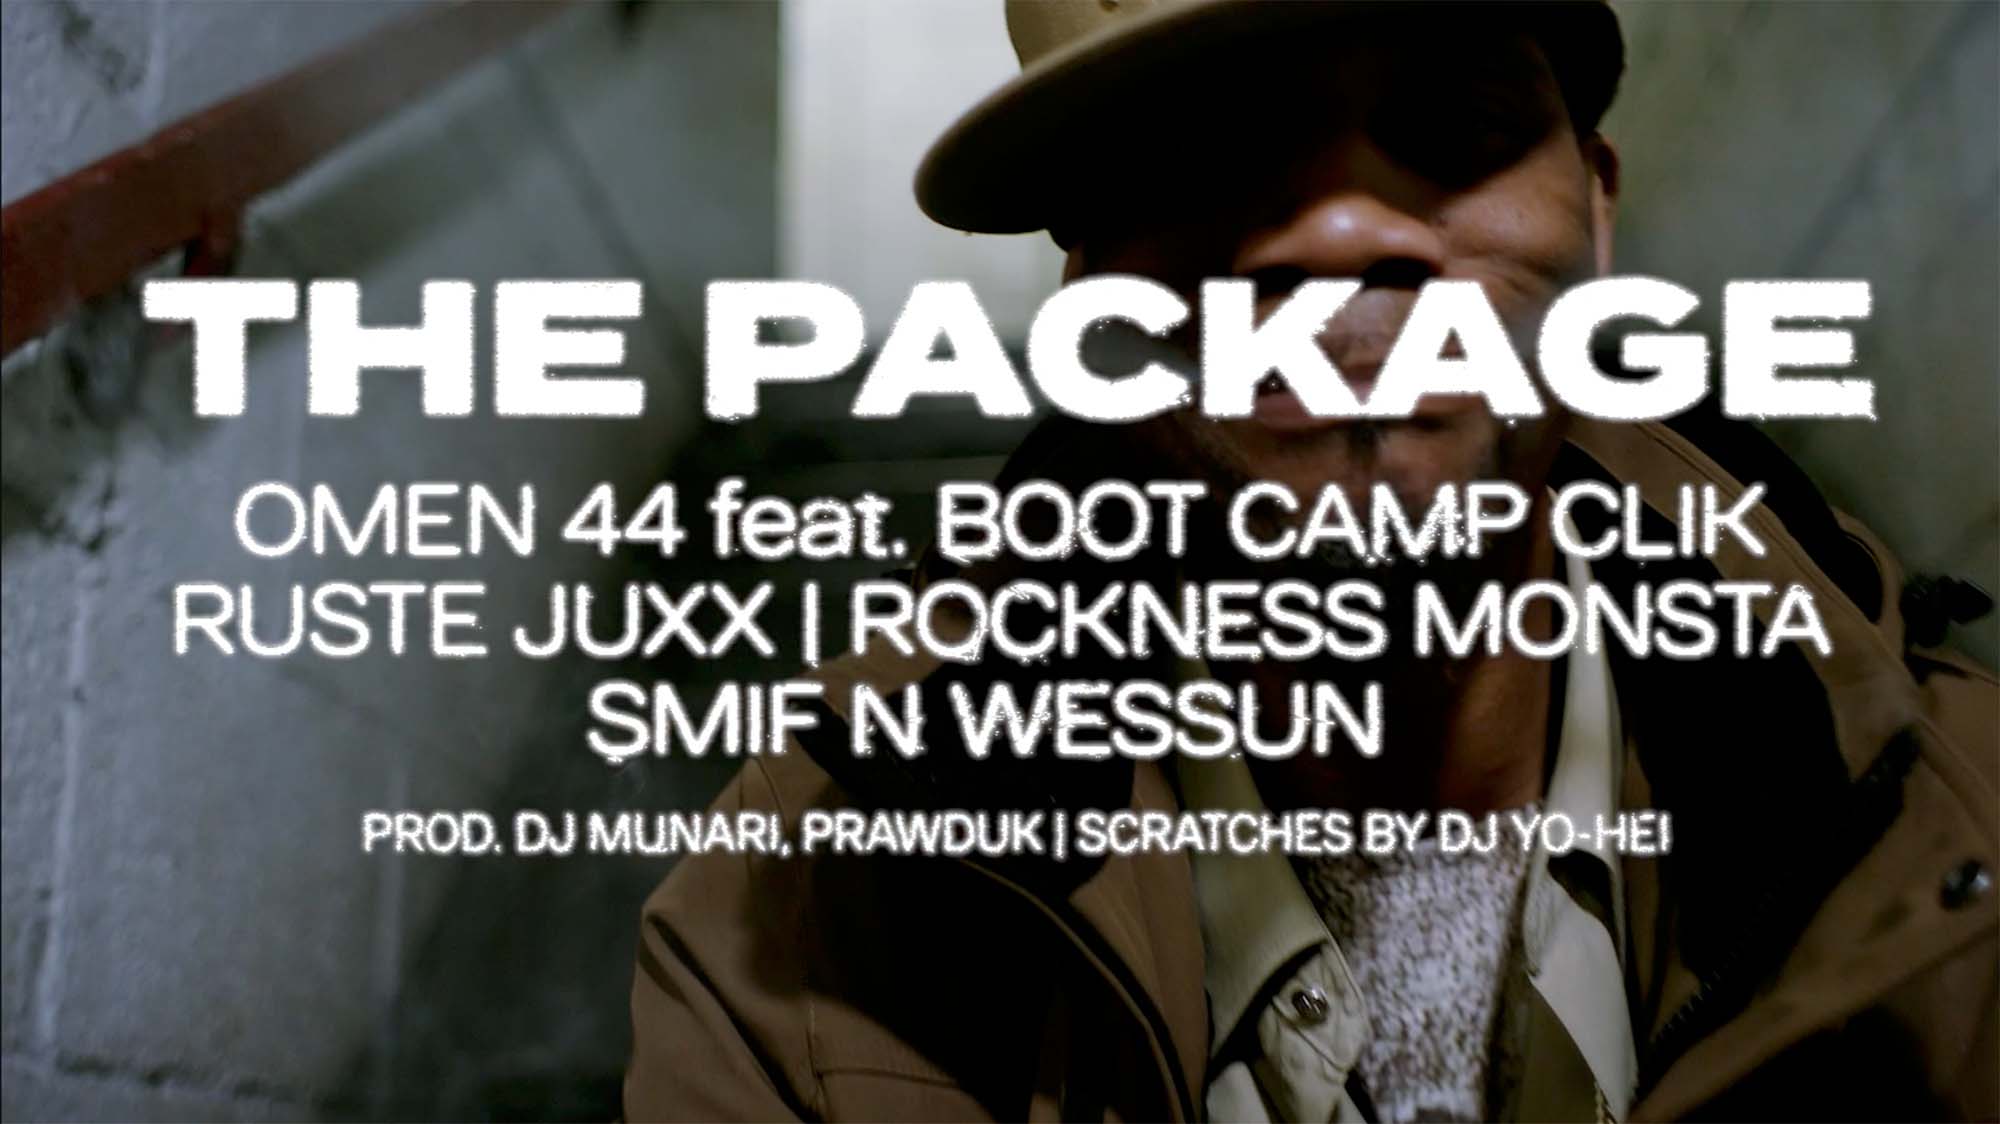 THE PACKAGE
OMEN 44 feat. BOOT CAMP CLIK
RUSTE JUXX | ROCKNESS MONSTA
SMIF N WESSUN
PROD. DJ MUNARI, PRAWDUK | SCRATCHES BY DJ YO-HEI